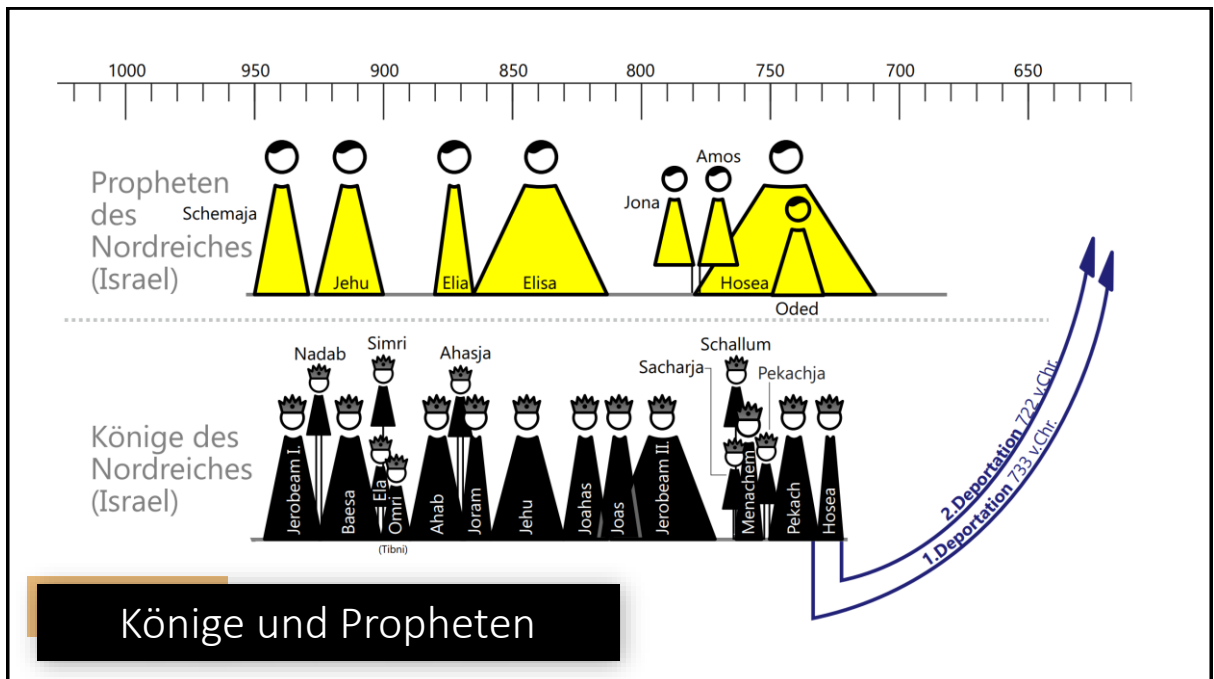 1000 950 900 850 800 750 700 650
Amos
Propheten
des
Nordreiches
(Israel)
Schemaja
Jona
Jehu
Elia
Elisa
Hosea
Oded
Nadab
Simri
Ahasja
Schallum
Sacharja
Pekachja
Könige des
Nordreiches
(Israel)
Jerobeam I.
Baesa
Ela
Omri
Ahab
Joram
Jehu
Joahas
Joas
Jerobeam II.
Menachem
Pekach
Hosea
(Tibni)
2.Deportation 722 v.Chr.
1.Deportation 733 v.Chr.
Könige und Propheten